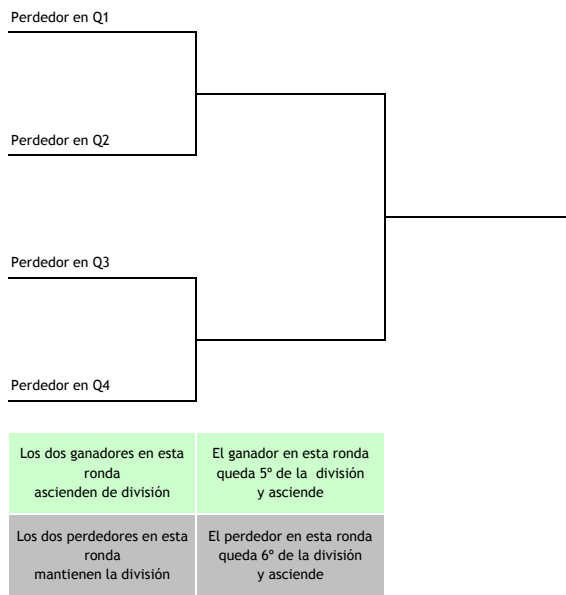 Perdedor en Q1
Perdedor en Q2
Perdedor en Q3
Perdedor en Q4
Los dos ganadores en esta
ronda
ascienden de división
El ganador en esta ronda
queda 5º de la división
y asciende
Los dos perdedores en esta
ronda
mantienen la división
El perdedor en esta ronda
queda 6º de la división
y asciende